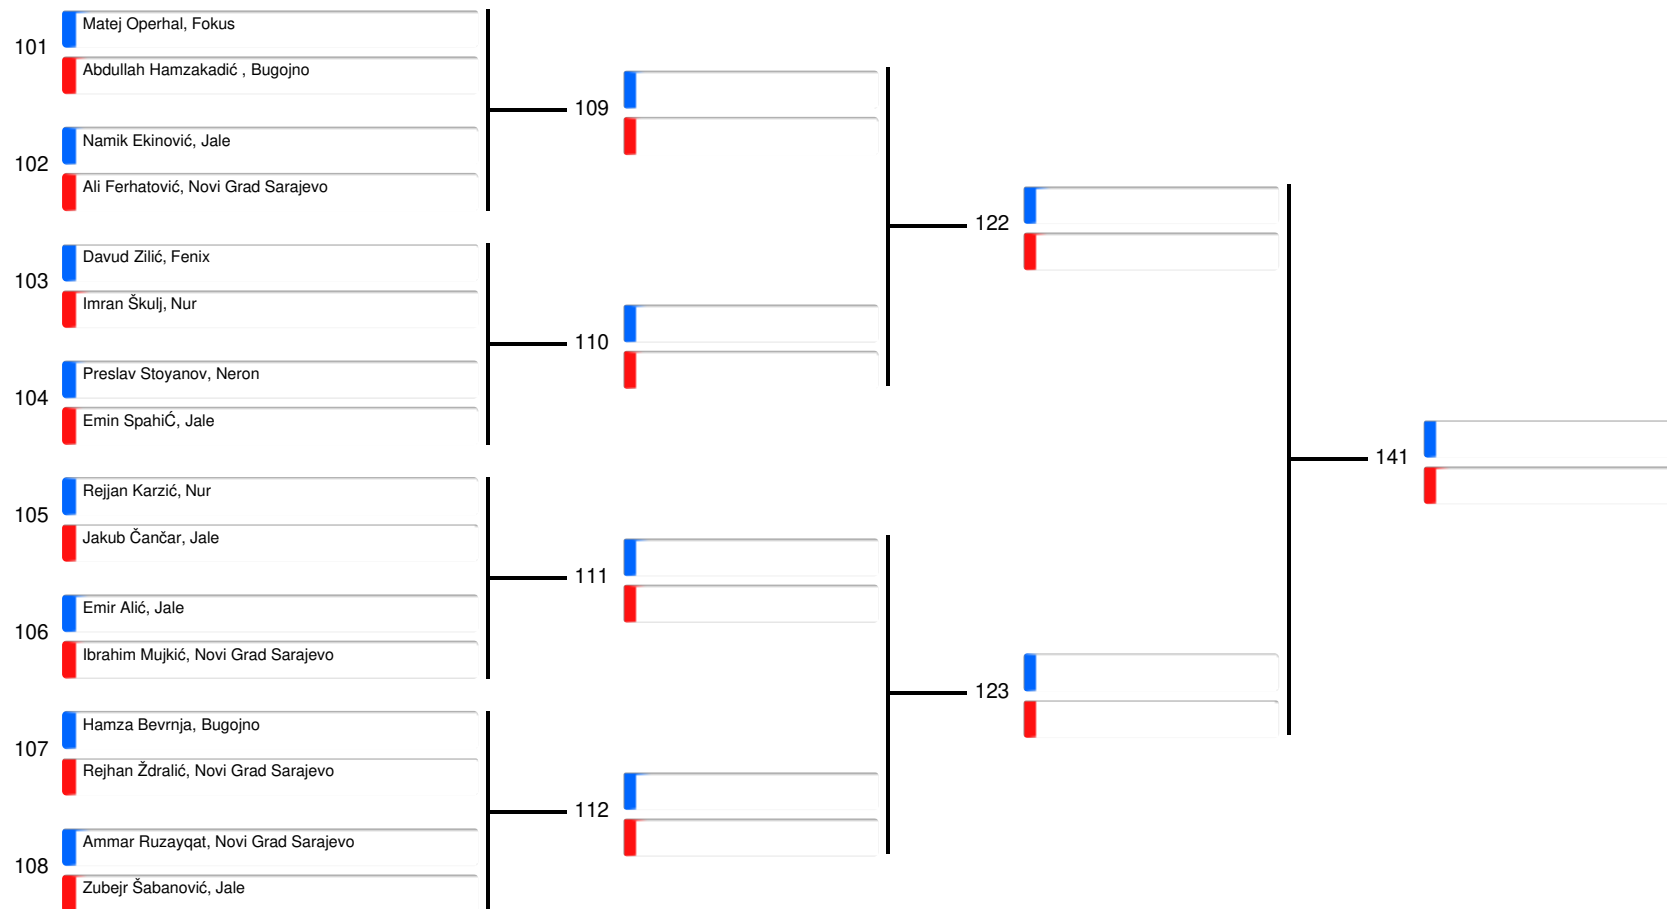 101
Matej Operhal, Fokus
Abdullah Hamzakadić , Bugojno
102
Namik Ekinović, Jale
Ali Ferhatović, Novi Grad Sarajevo
103
Davud Zilić, Fenix
Imran Škulj, Nur
104
Preslav Stoyanov, Neron
Emin SpahiĆ, Jale
105
Rejjan Karzić, Nur
Jakub Čančar, Jale
106
Emir Alić, Jale
Ibrahim Mujkić, Novi Grad Sarajevo
107
Hamza Bevrnja, Bugojno
Rejhan Ždralić, Novi Grad Sarajevo
108
Ammar Ruzayqat, Novi Grad Sarajevo
Zubejr Šabanović, Jale
109
110
111
112
122
123
141